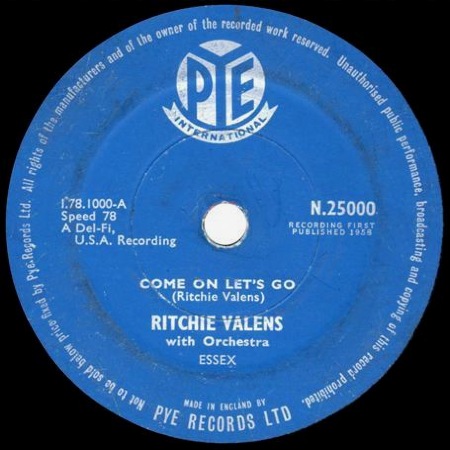 PYE
INTERNATIONAL
I.78.1000-A
Speed 78
A Del-Fi,
U.S.A. Recording
N.25000
RECORDING FIRST
PUBLISHED 1958
COME ON LET'S GO
(Ritchie Valens)
RITCHIE VALENS
with Orchestra
ESSEX
MADE IN ENGLAND BY
PYE RECORDS LTD
Not to be sold below price fixed by Pye Records Ltd. All rights of the manufacturers and of the owner of the recorded work reserved. Unauthorised public performance, broadcasting and copying of this record prohibited.